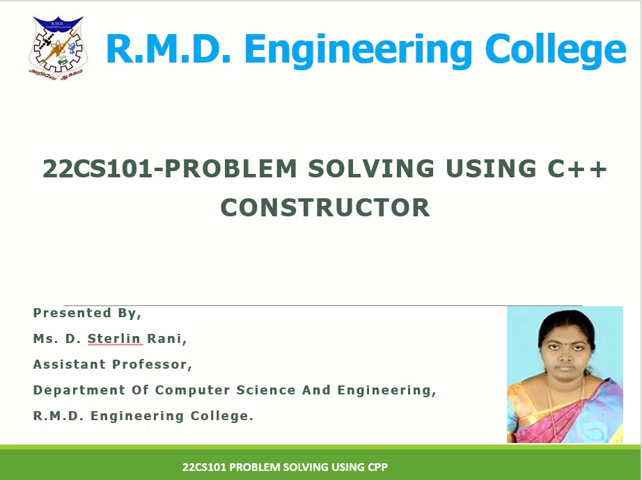 R.M.D.
R.M.D. Engineering College
22CS101-PROBLEM SOLVING USING C++
CONSTRUCTOR
Presented By,
Ms. D. Sterlin Rani,
Assistant Professor,
Department Of Computer Science And Engineering,
R.M.D. Engineering College.
22CS101 PROBLEM SOLVING USING CPP